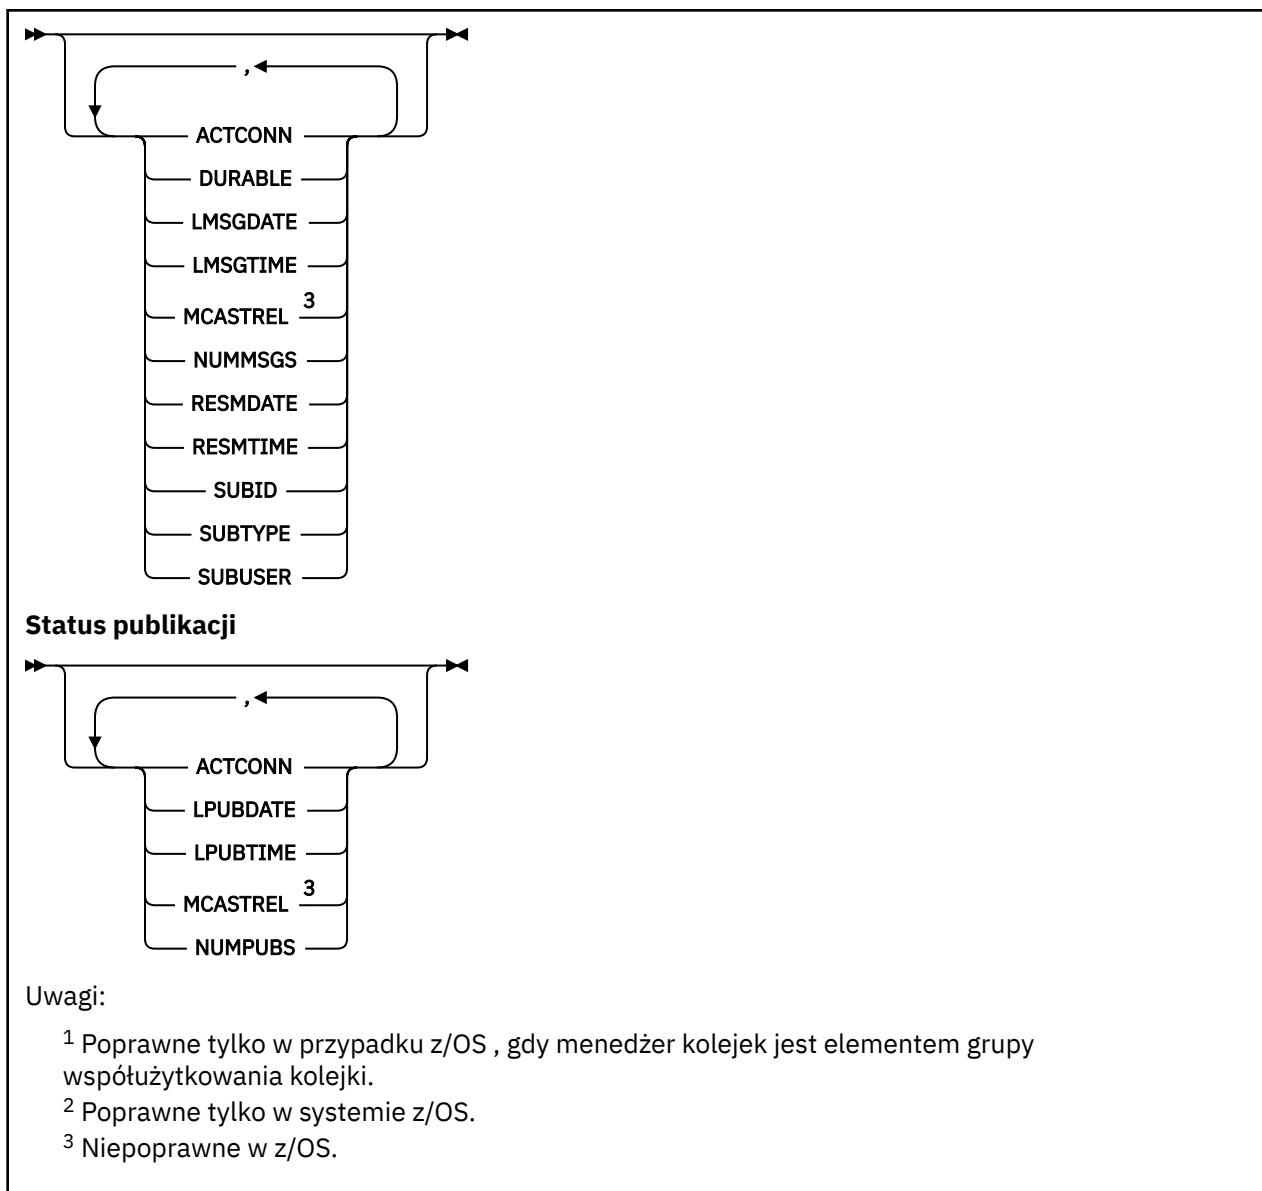 ,
ACTCONN
DURABLE
LMSGDATE
LMSGTIME
MCASTREL 3
NUMMSGS
RESMDATE
RESMTIME
SUBID
SUBTYPE
SUBUSER
Status publikacji
,
ACTCONN
LPUBDATE
LPUBTIME
MCASTREL 3
NUMPUBS
Uwagi:
1 Poprawne tylko w przypadku z/OS , gdy menedżer kolejek jest elementem grupy
współużytkowania kolejki.
2 Poprawne tylko w systemie z/OS.
3 Niepoprawne w z/OS.